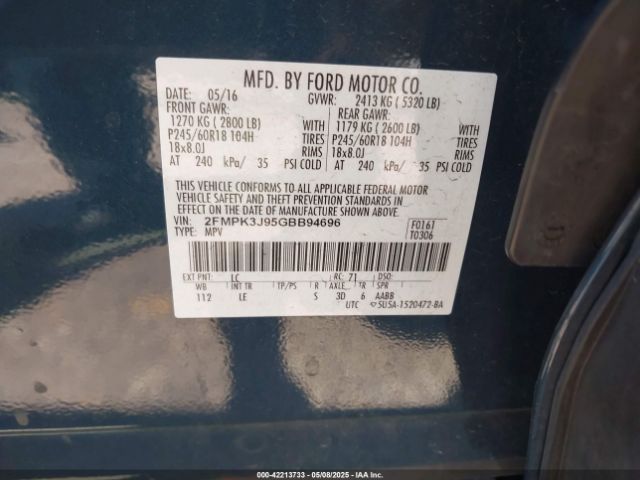 MFD. BY FORD MOTOR CO.
DATE: 05/16 GVWR: 2413 KG ( 5320 LB)
FRONT GAWR: REAR GAWR:
1270 KG ( 2800 LB) WITH 1179 KG ( 2600 LB) WITH
P245/60R18 104H TIRES P245/60R18 104H TIRES
18x8.0J RIMS 18x8.0J RIMS
AT 240 kPa/ 35 PSI COLD AT 240 kPa/ 35 PSI COLD
THIS VEHICLE CONFORMS TO ALL APPLICABLE FEDERAL MOTOR
VEHICLE SAFETY AND THEFT PREVENTION STANDARDS IN
EFFECT ON THE DATE OF MANUFACTURE SHOWN ABOVE.
VIN: 2FMPK3J95GBB94696 F0161
TYPE: MPV T0306
EXT PNT: LC RC: 71 DSO:
WB INT TR TP/PS R AXLE TR SPR
112 LE S 3D 6 AABB
UTC 5U5A-1520472-BA
000-42213733 - 05/08/2025 - IAA Inc.